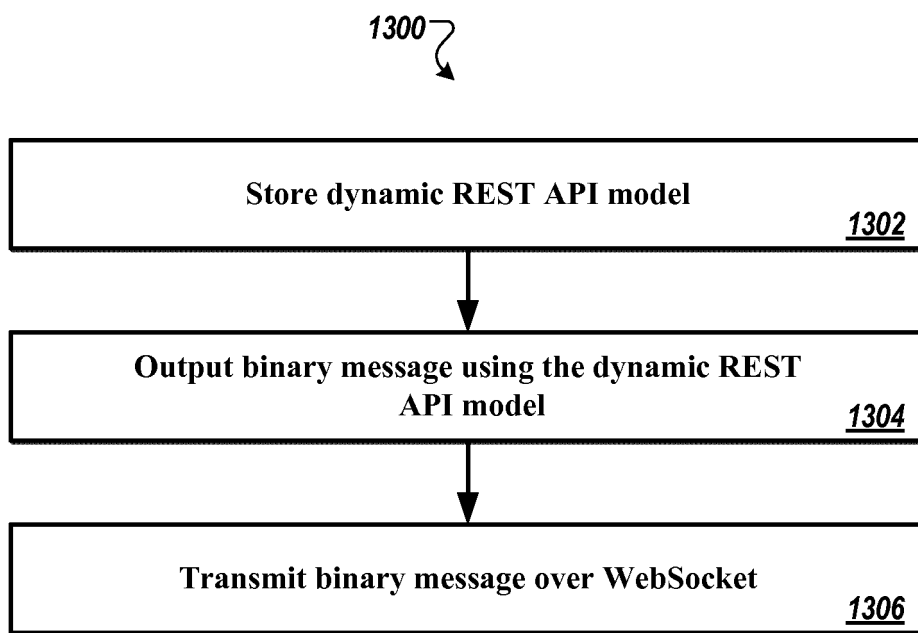 1300
Store dynamic REST API model
1302
Output binary message using the dynamic REST
API model
1304
Transmit binary message over WebSocket
1306